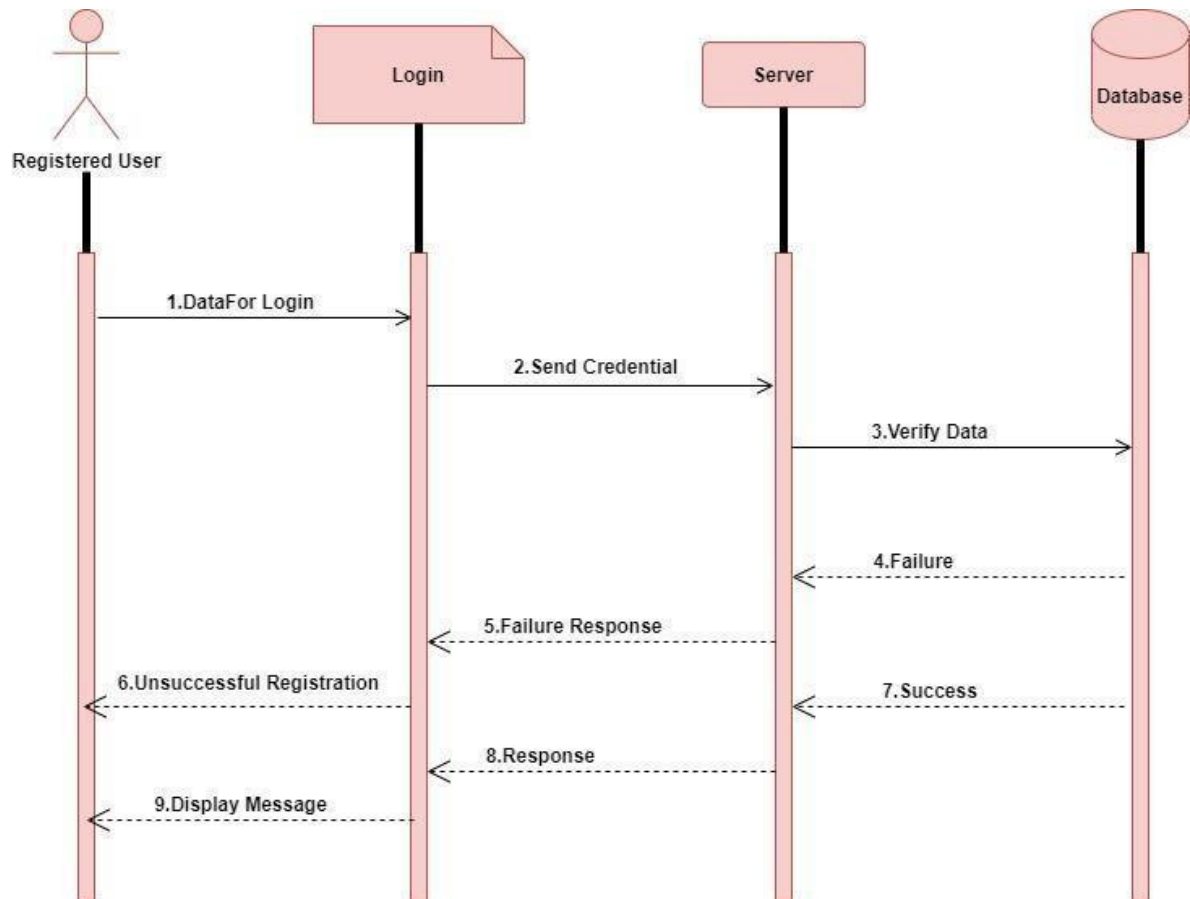 Login
Server
Database
Registered User
1.DataFor Login
2.Send Credential
3.Verify Data
4.Failure
5.Failure Response
6.Unsuccessful Registration
7.Success
8.Response
9.Display Message